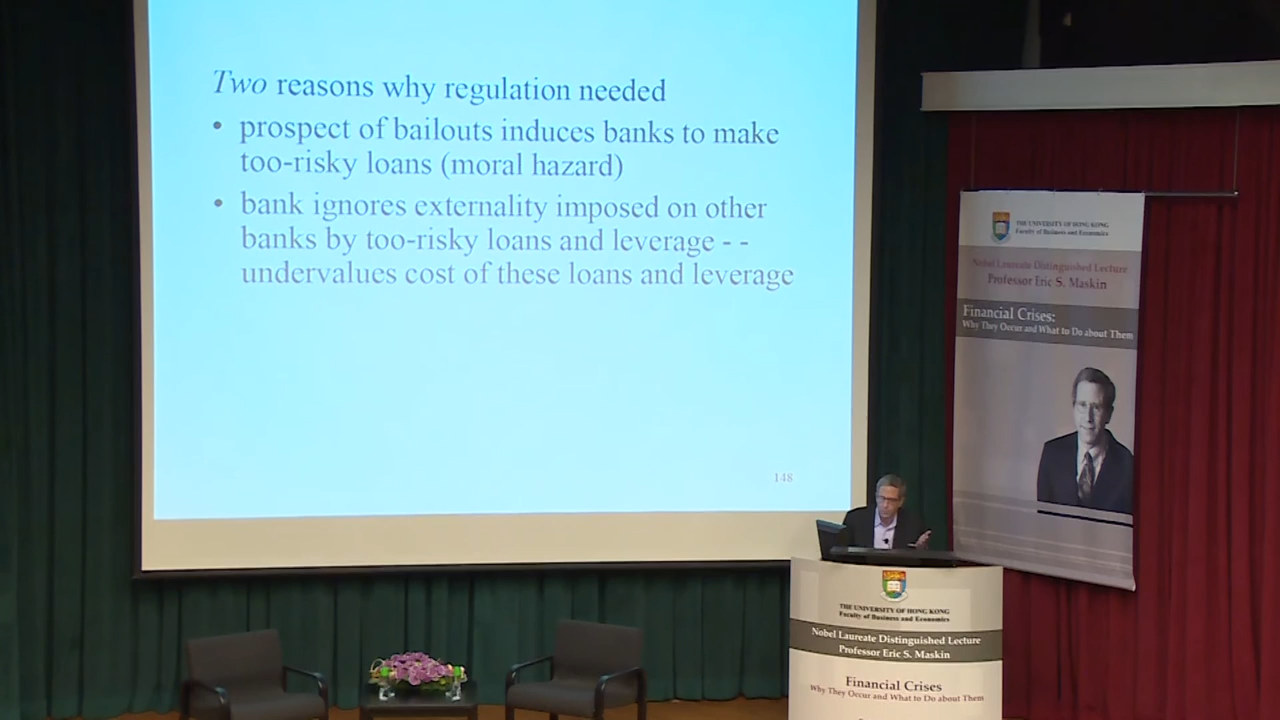 Two reasons why regulation needed
• prospect of bailouts induces banks to make
too-risky loans (moral hazard)
• bank ignores externality imposed on other
banks by too-risky loans and leverage - -
undervalues cost of these loans and leverage
148
THE UNIVERSITY OF HONG KONG
Faculty of Business and Economics
Nobel Laureate Distinguished Lecture
Professor Eric S. Maskin
Financial Crises:
Why They Occur and What to Do about Them
THE UNIVERSITY OF HONG KONG
Faculty of Business and Economics
Nobel Laureate Distinguished Lecture
Professor Eric S. Maskin
Financial Crises
Why They Occur and What to Do about Them